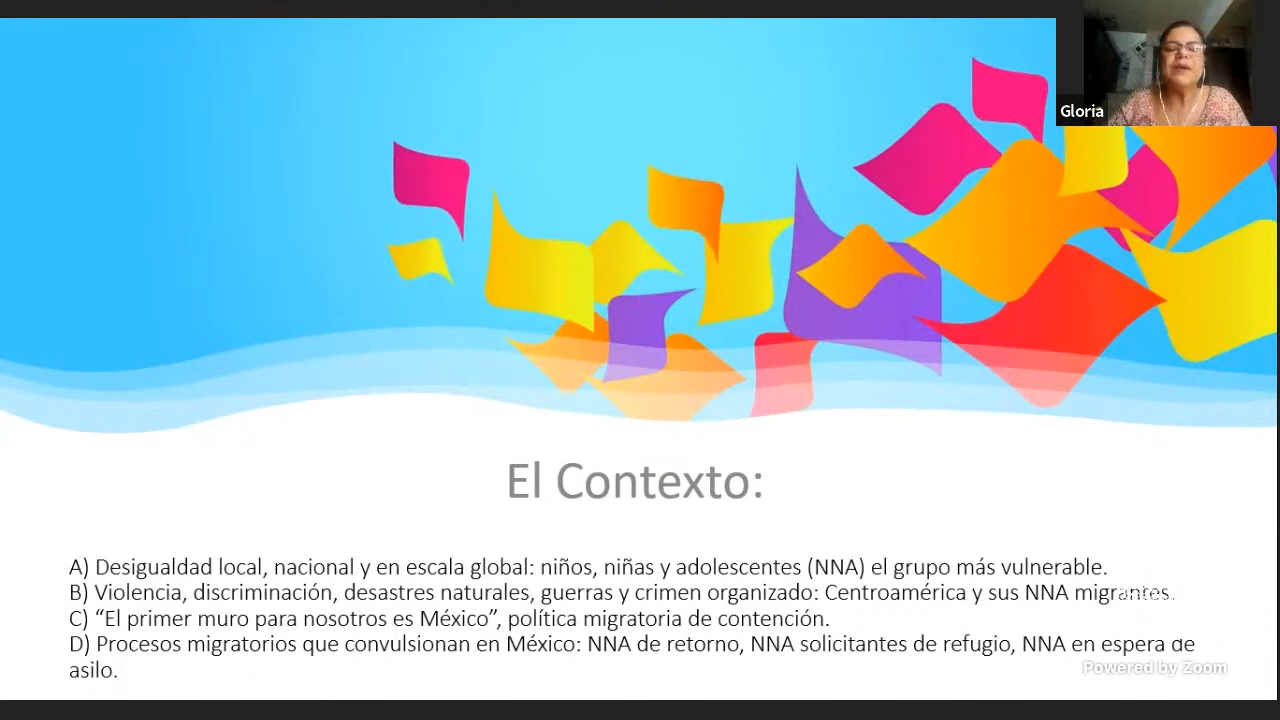 Gloria
El Contexto:
A) Desigualdad local, nacional y en escala global: niños, niñas y adolescentes (NNA) el grupo más vulnerable.
B) Violencia, discriminación, desastres naturales, guerras y crimen organizado: Centroamérica y sus NNA migrantes.
C) “El primer muro para nosotros es México”, política migratoria de contención.
D) Procesos migratorios que convulsionan en México: NNA de retorno, NNA solicitantes de refugio, NNA en espera de
asilo.
Powered by Zoom